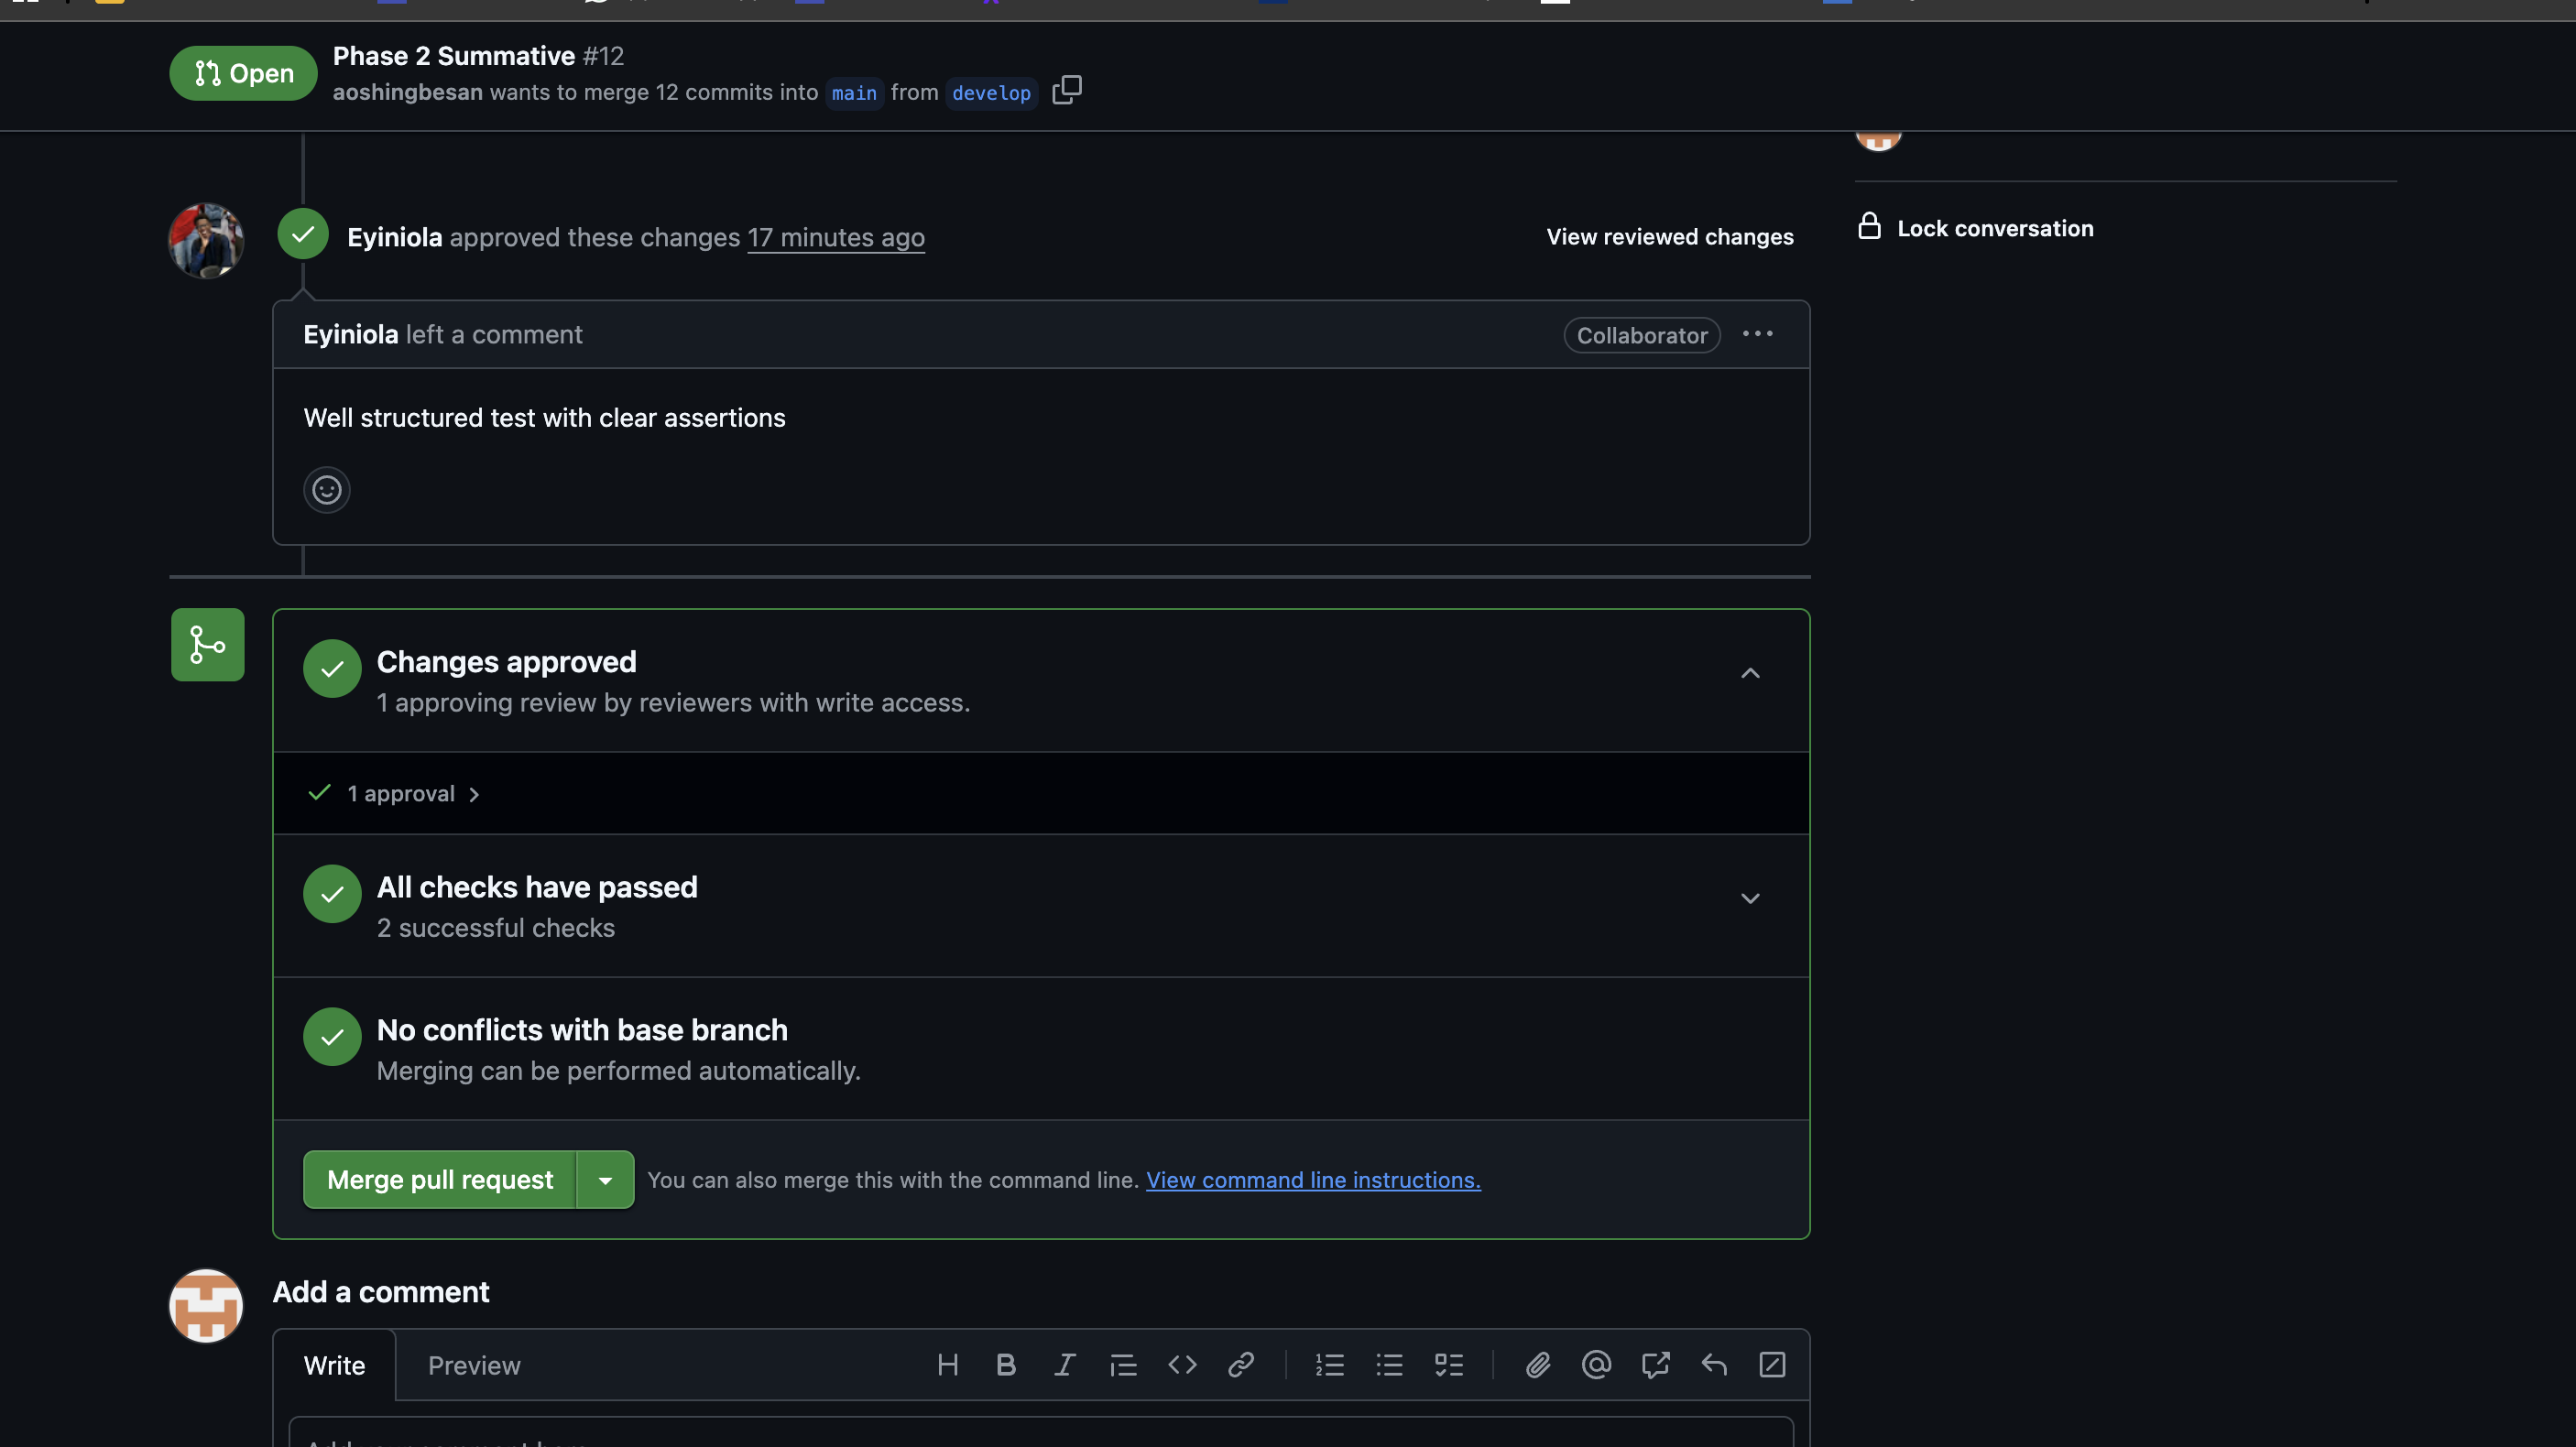 Open
Phase 2 Summative #12
aoshingbesan wants to merge 12 commits into main from develop
Eyiniola approved these changes 17 minutes ago
View reviewed changes
Lock conversation
Eyiniola left a comment
Collaborator
Well structured test with clear assertions
Changes approved
1 approving review by reviewers with write access.
1 approval
All checks have passed
2 successful checks
No conflicts with base branch
Merging can be performed automatically.
Merge pull request
You can also merge this with the command line. View command line instructions.
Add a comment
Write
Preview